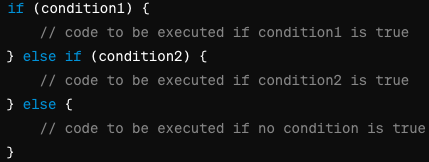 if (condition1) {
    // code to be executed if condition1 is true
} else if (condition2) {
    // code to be executed if condition2 is true
} else {
    // code to be executed if no condition is true
}